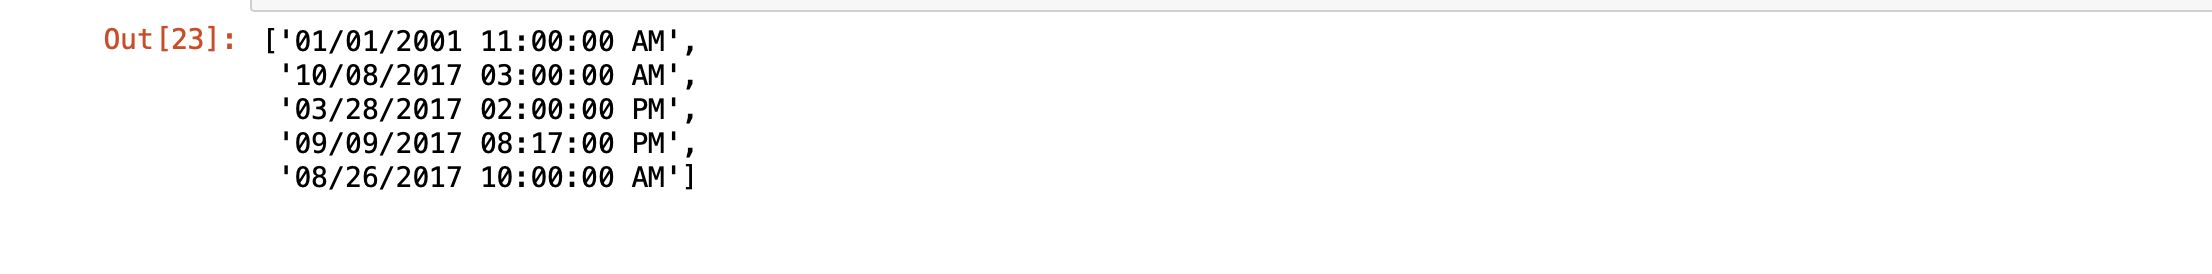 Out[23]: ['01/01/2001 11:00:00 AM',
'10/08/2017 03:00:00 AM',
'03/28/2017 02:00:00 PM',
'09/09/2017 08:17:00 PM',
'08/26/2017 10:00:00 AM']